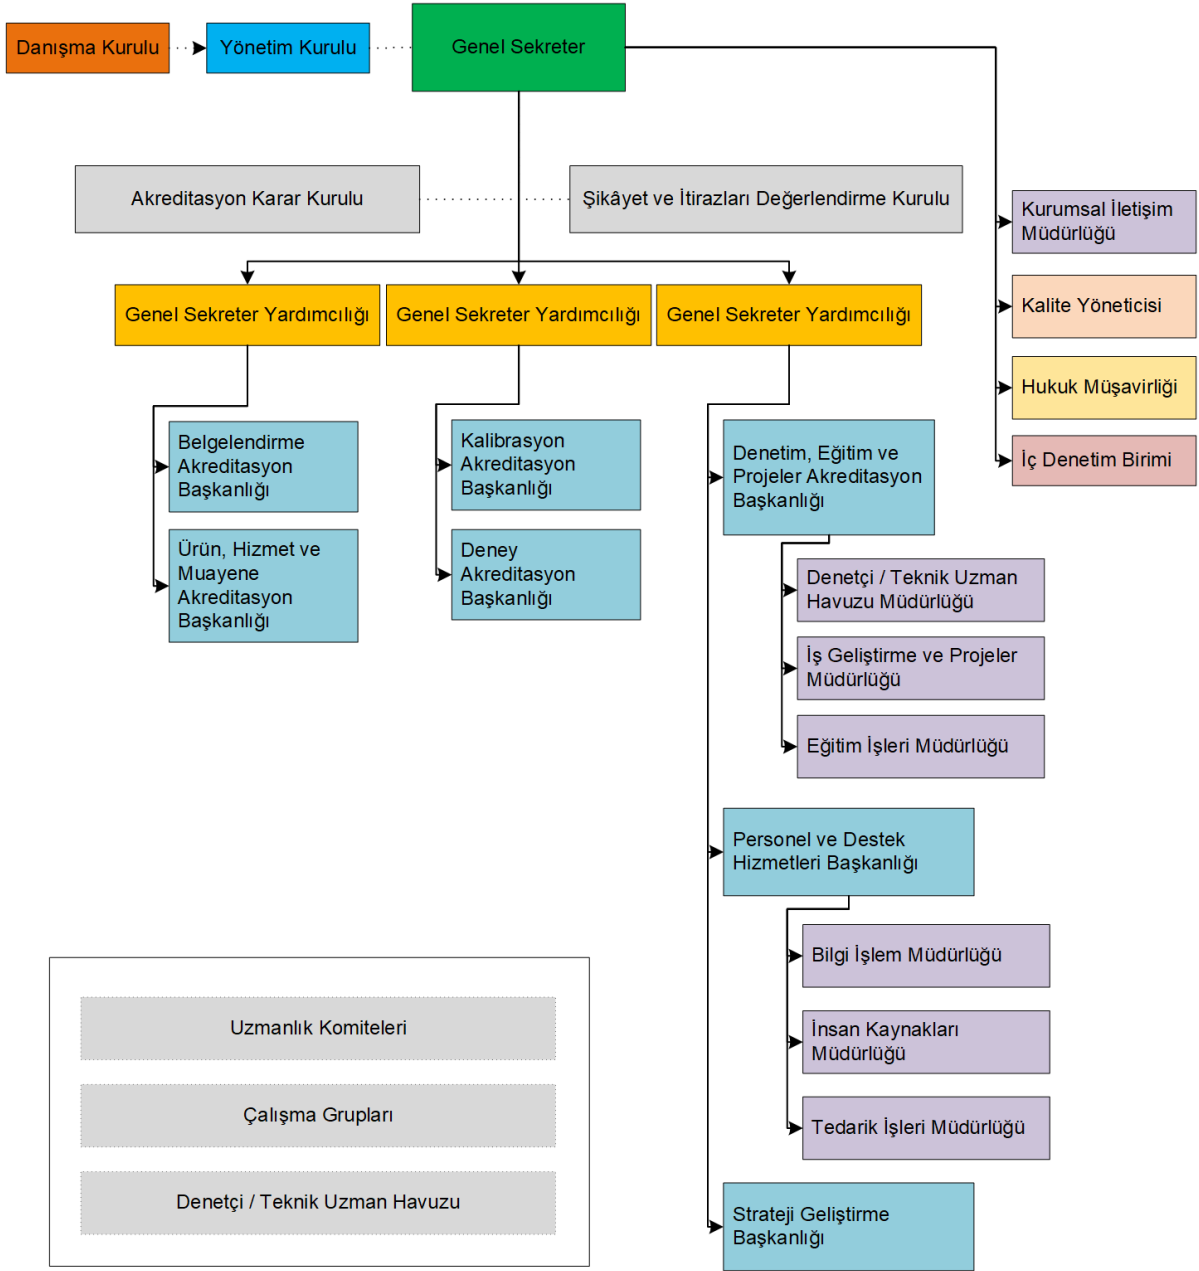 Danışma Kurulu
Yönetim Kurulu
Genel Sekreter
Akreditasyon Karar Kurulu
Şikâyet ve İtirazları Değerlendirme Kurulu
Kurumsal İletişim
Müdürlüğü
Kalite Yöneticisi
Hukuk Müşavirliği
İç Denetim Birimi
Genel Sekreter Yardımcılığı
Genel Sekreter Yardımcılığı
Genel Sekreter Yardımcılığı
Belgelendirme
Akreditasyon
Başkanlığı
Ürün, Hizmet ve
Muayene
Akreditasyon
Başkanlığı
Kalibrasyon
Akreditasyon
Başkanlığı
Deney
Akreditasyon
Başkanlığı
Denetim, Eğitim ve
Projeler Akreditasyon
Başkanlığı
Denetçi / Teknik Uzman
Havuzu Müdürlüğü
İş Geliştirme ve Projeler
Müdürlüğü
Eğitim İşleri Müdürlüğü
Personel ve Destek
Hizmetleri Başkanlığı
Bilgi İşlem Müdürlüğü
İnsan Kaynakları
Müdürlüğü
Tedarik İşleri Müdürlüğü
Strateji Geliştirme
Başkanlığı
Uzmanlık Komiteleri
Çalışma Grupları
Denetçi / Teknik Uzman Havuzu